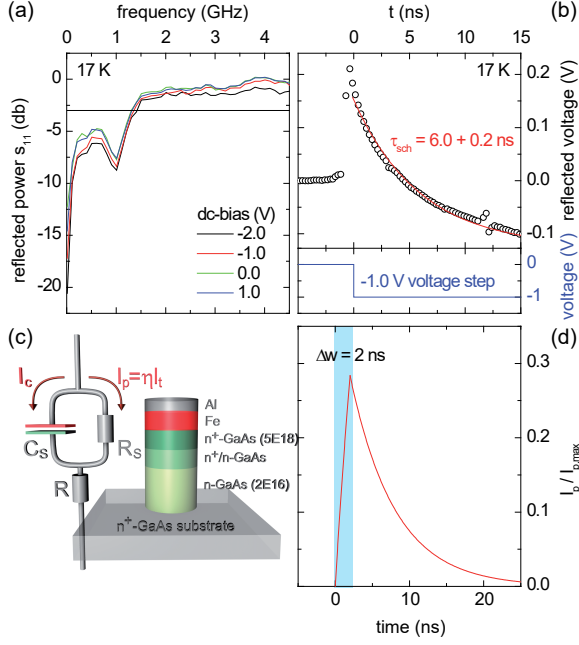 (a)
frequency (GHz)
0 1 2 3 4
17 K
0
-5
-10
-15
-20
reflected power s11 (db)
dc-bias (V)
-2.0
-1.0
0.0
1.0
t (ns)
(b)
0 5 10 15
17 K
0.2
0.1
0.0
-0.1
reflected voltage (V)
τsch = 6.0 + 0.2 ns
-1.0 V voltage step
0
-1
voltage (V)
(c)
Ic
Ip=ηIt
Cs
Rs
R
Al
Fe
n+-GaAs (5E18)
n+/n-GaAs
n-GaAs (2E16)
n+-GaAs substrate
(d)
Δw = 2 ns
0.3
0.2
0.1
0.0
Ip / Ip,max
0 10 20
time (ns)